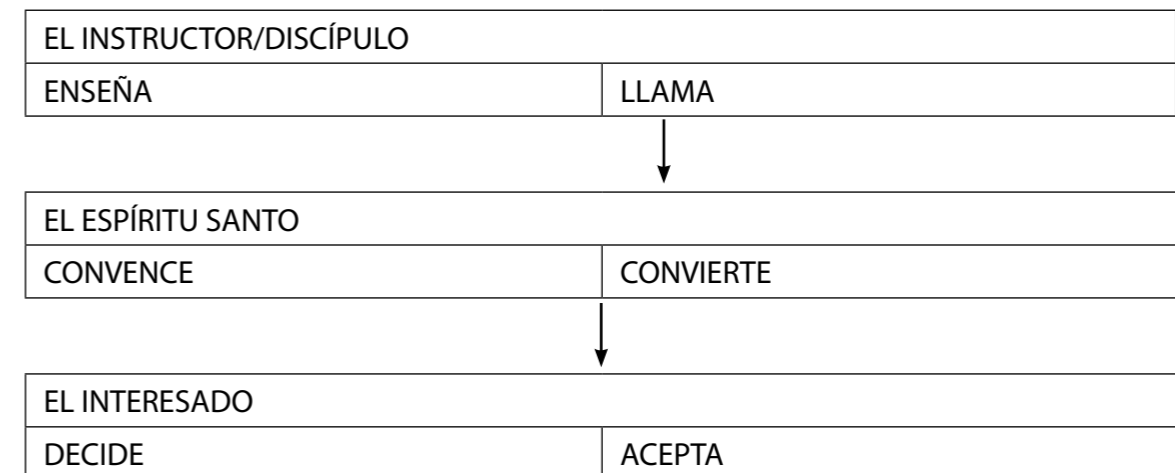 EL INSTRUCTOR/DISCÍPULO
ENSEÑA LLAMA
EL ESPÍRITU SANTO
CONVENCE CONVIERTE
EL INTERESADO
DECIDE ACEPTA